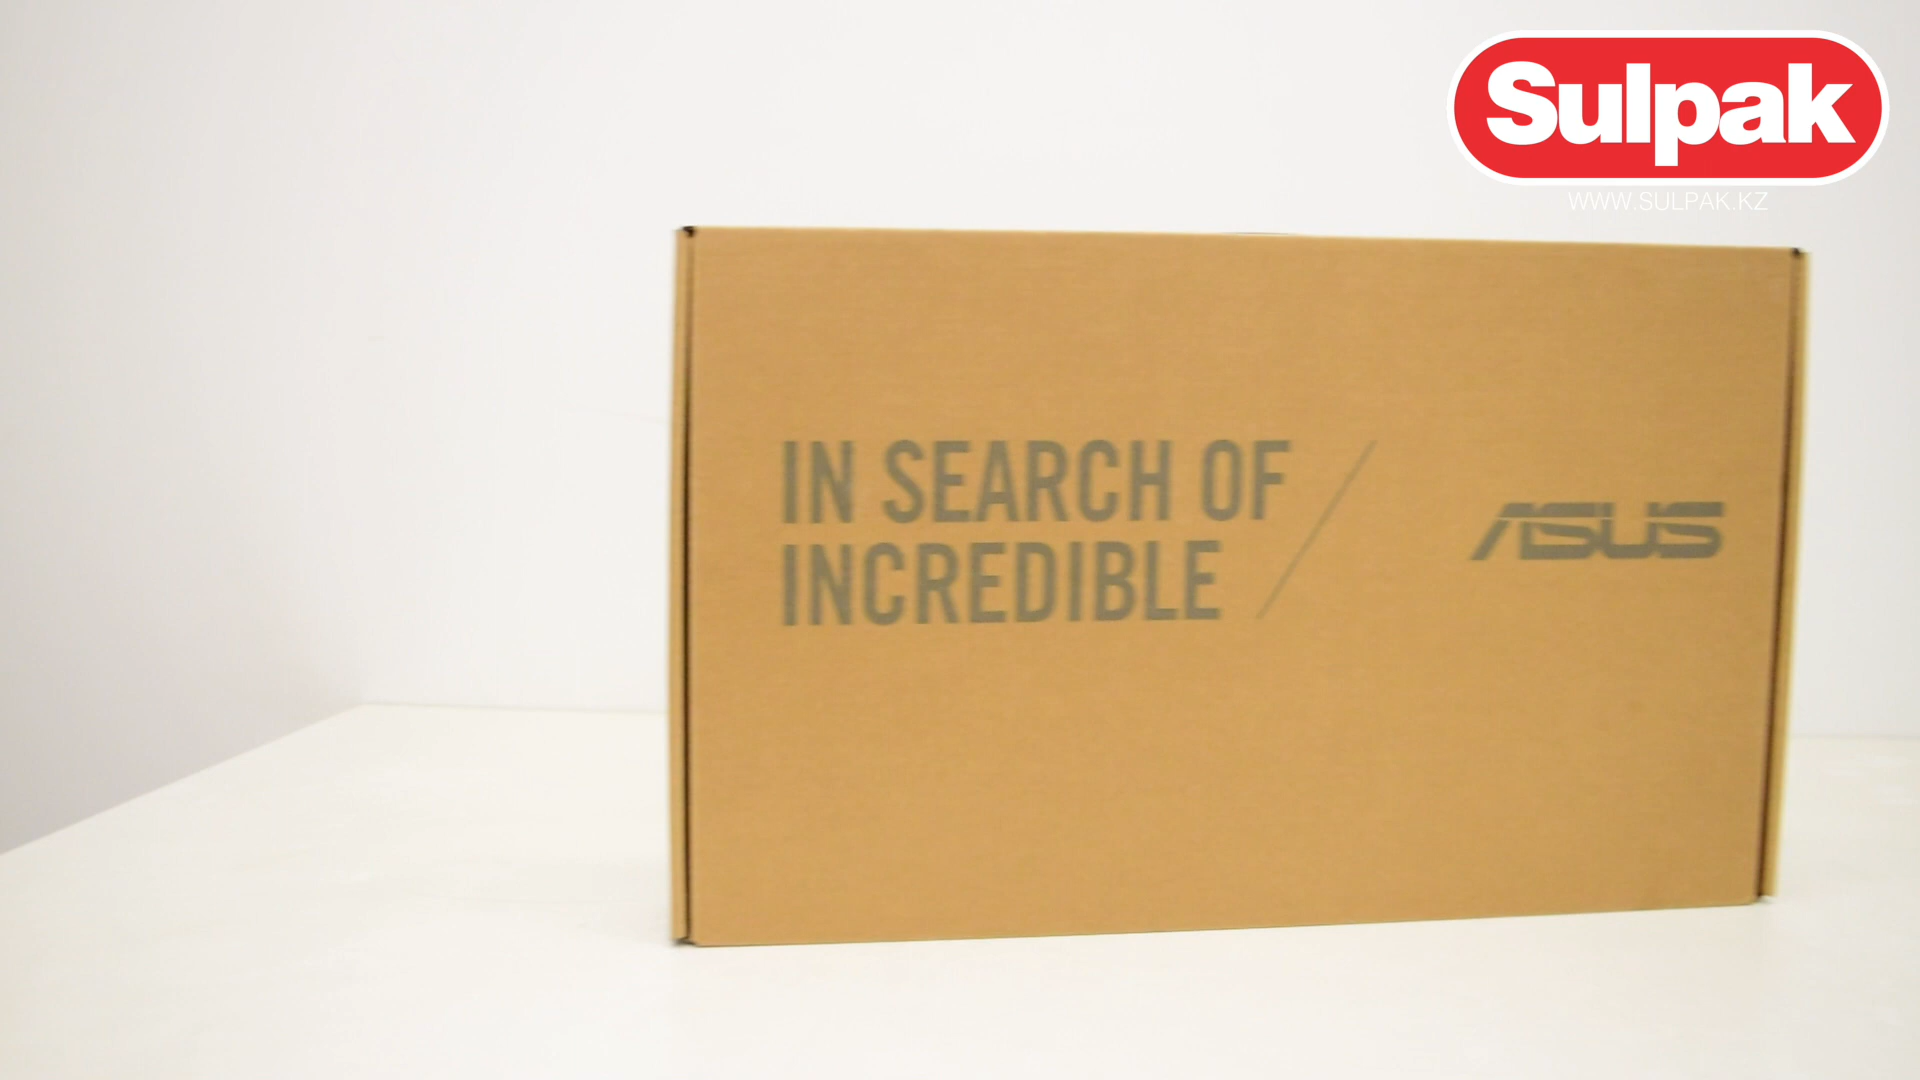 Sulpak
WWW.SULPAK.KZ
IN SEARCH OF
INCREDIBLE
ASUS